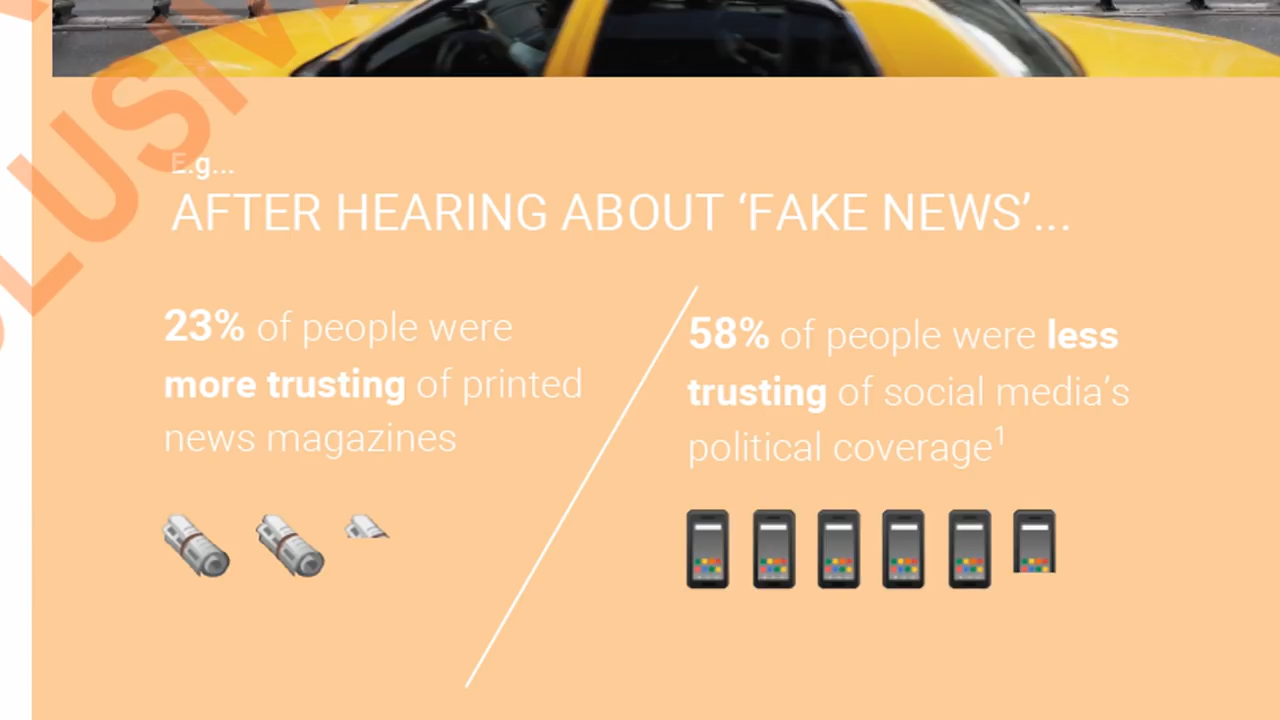 E.g...
AFTER HEARING ABOUT ‘FAKE NEWS’...
23% of people were
more trusting of printed
news magazines
58% of people were less
trusting of social media’s
political coverage¹
LUSIV